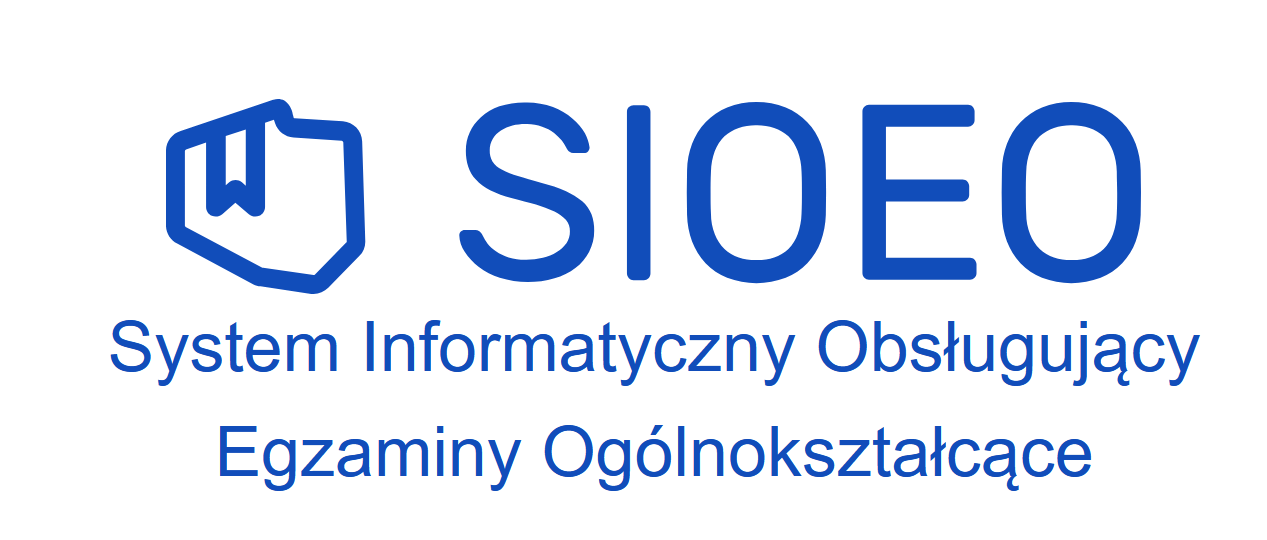 SIOEO
System Informatyczny Obsługujący
Egzaminy Ogólnokształcące